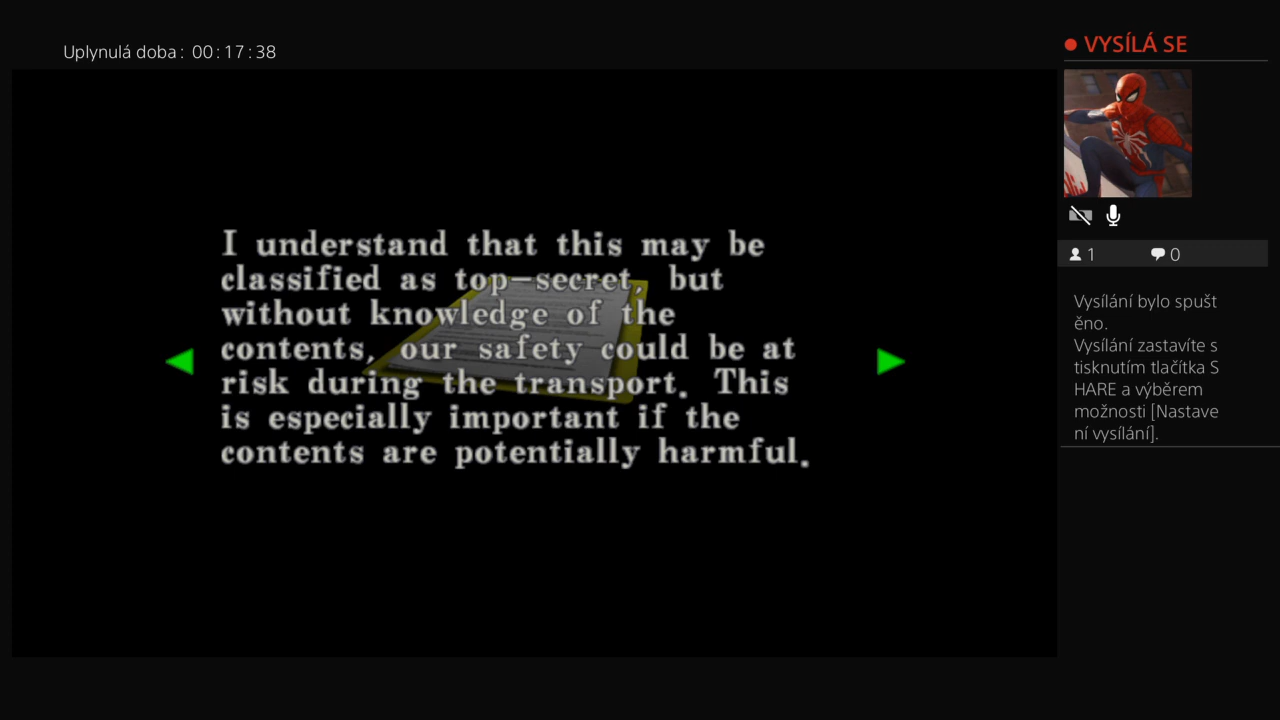 Uplynulá doba: 00:17:38
I understand that this may be
classified as top-secret, but
without knowledge of the
contents, our safety could be at
risk during the transport. This
is especially important if the
contents are potentially harmful.
● VYSÍLÁ SE
1 0
Vysílání bylo spušt
ěno.
Vysílání zastavíte s
tisknutím tlačítka S
HARE a výběrem
možnosti [Nastave
ní vysílání].